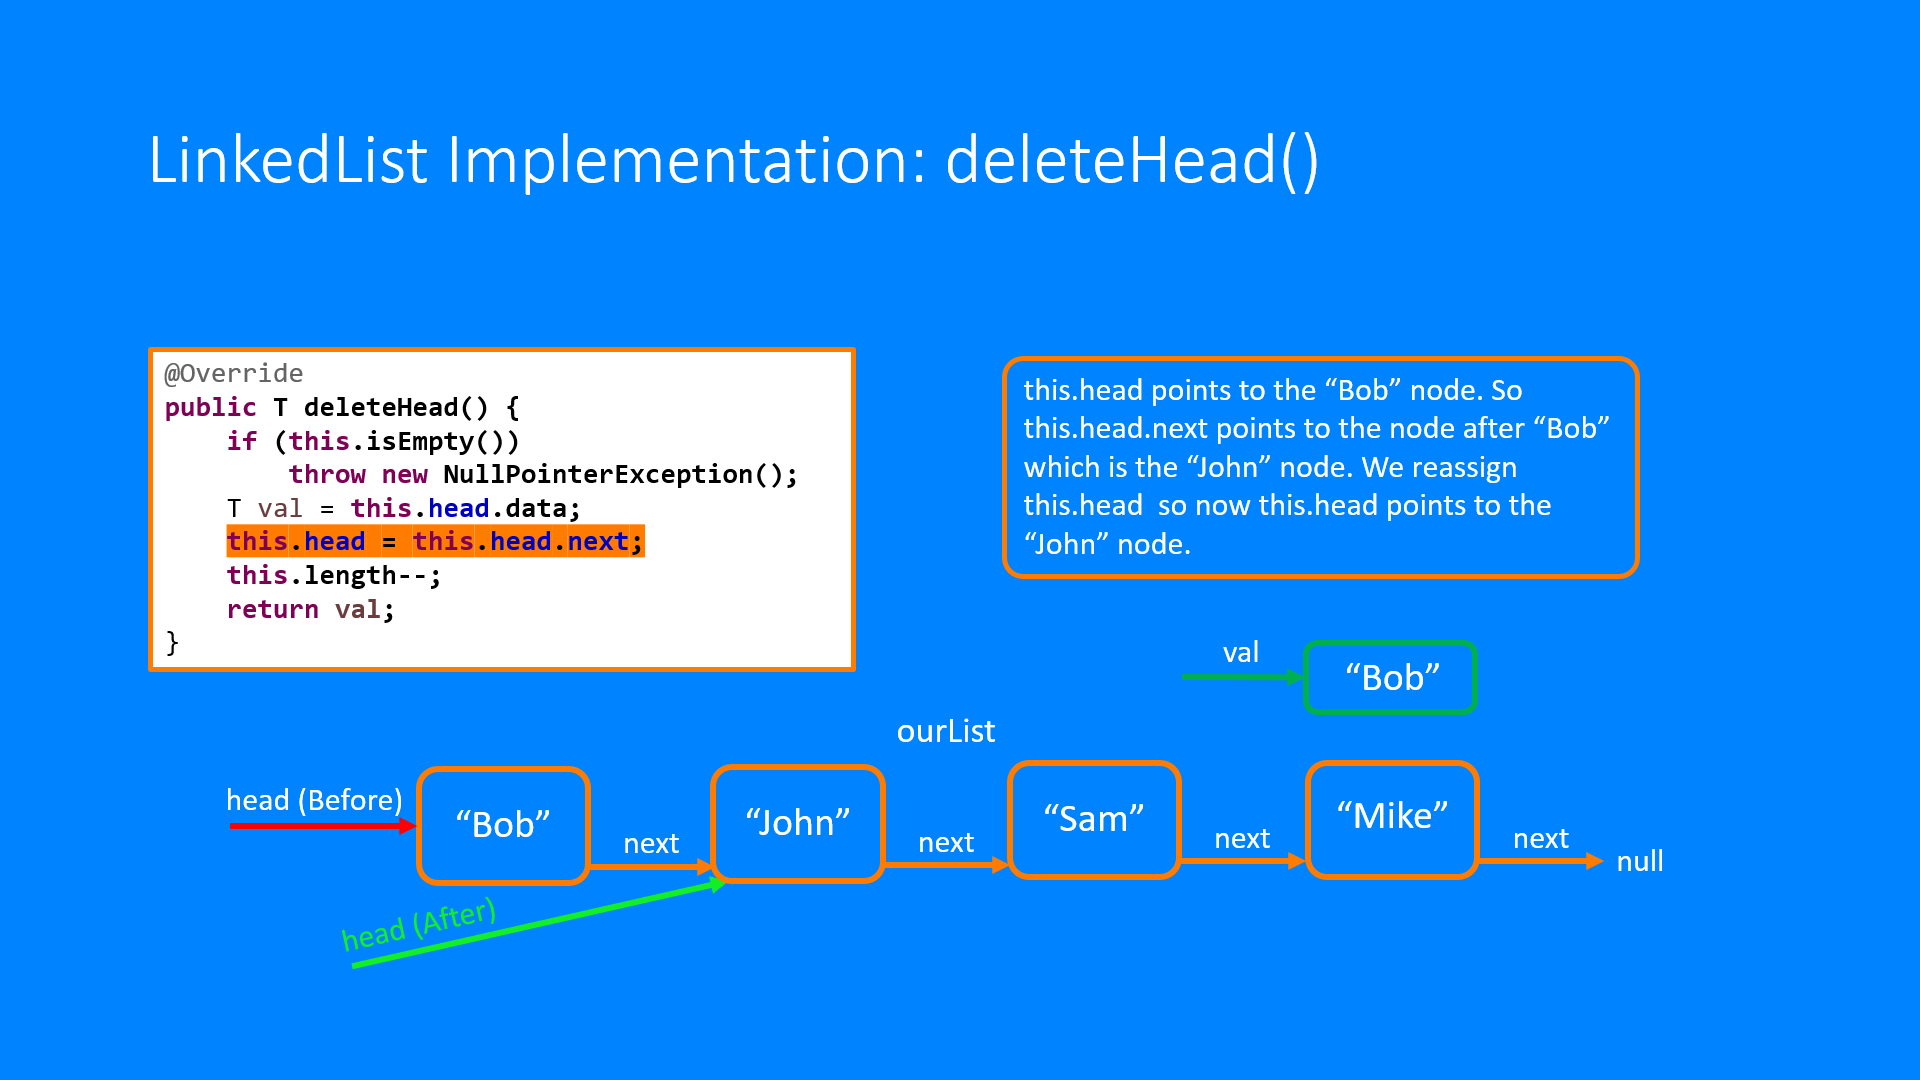 LinkedList Implementation: deleteHead()
@Override
public T deleteHead() {
    if (this.isEmpty())
        throw new NullPointerException();
    T val = this.head.data;
    this.head = this.head.next;
    this.length--;
    return val;
}
this.head points to the “Bob” node. So
this.head.next points to the node after “Bob”
which is the “John” node. We reassign
this.head  so now this.head points to the
“John” node.
val
“Bob”
ourList
head (Before)
“Bob”
next
“John”
next
“Sam”
next
“Mike”
next
null
head (After)